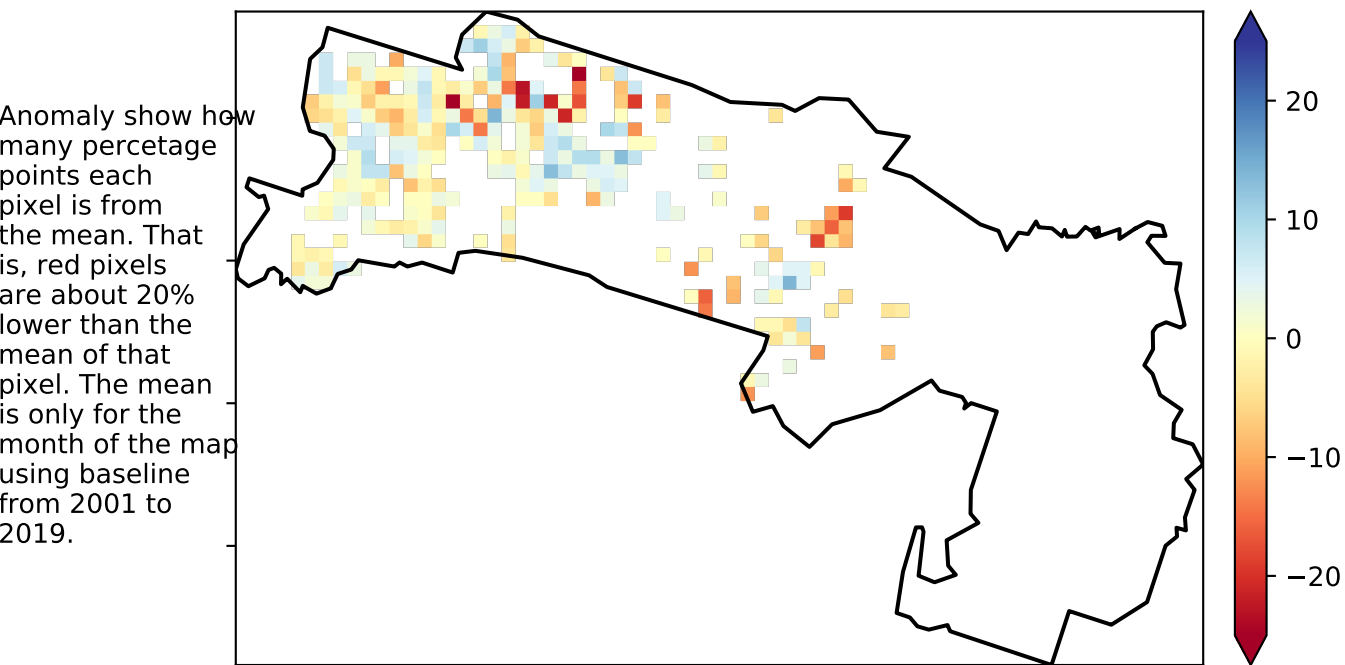 Anomaly show how
many percetage
points each
pixel is from
the mean. That
is, red pixels
are about 20%
lower than the
mean of that
pixel. The mean
is only for the
month of the map
using baseline
from 2001 to
2019.
20
10
0
−10
−20